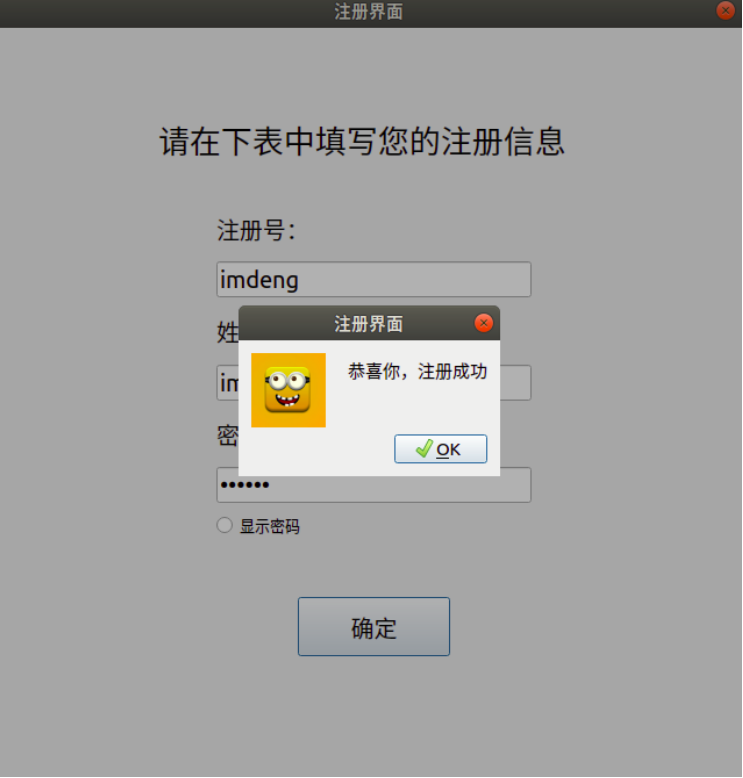 注册界面
请在下表中填写您的注册信息
注册号：
imdeng
姓
im
密
••••••
显示密码
确定
注册界面
恭喜你，注册成功
OK